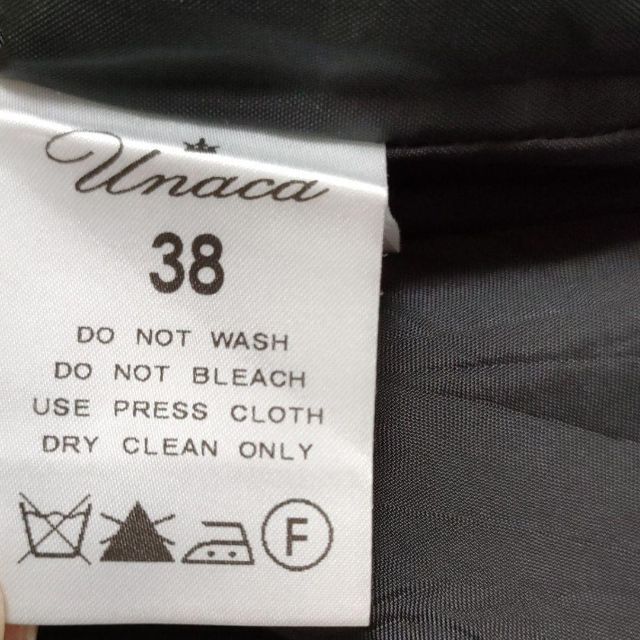 Unaca
38
DO NOT WASH
DO NOT BLEACH
USE PRESS CLOTH
DRY CLEAN ONLY
F